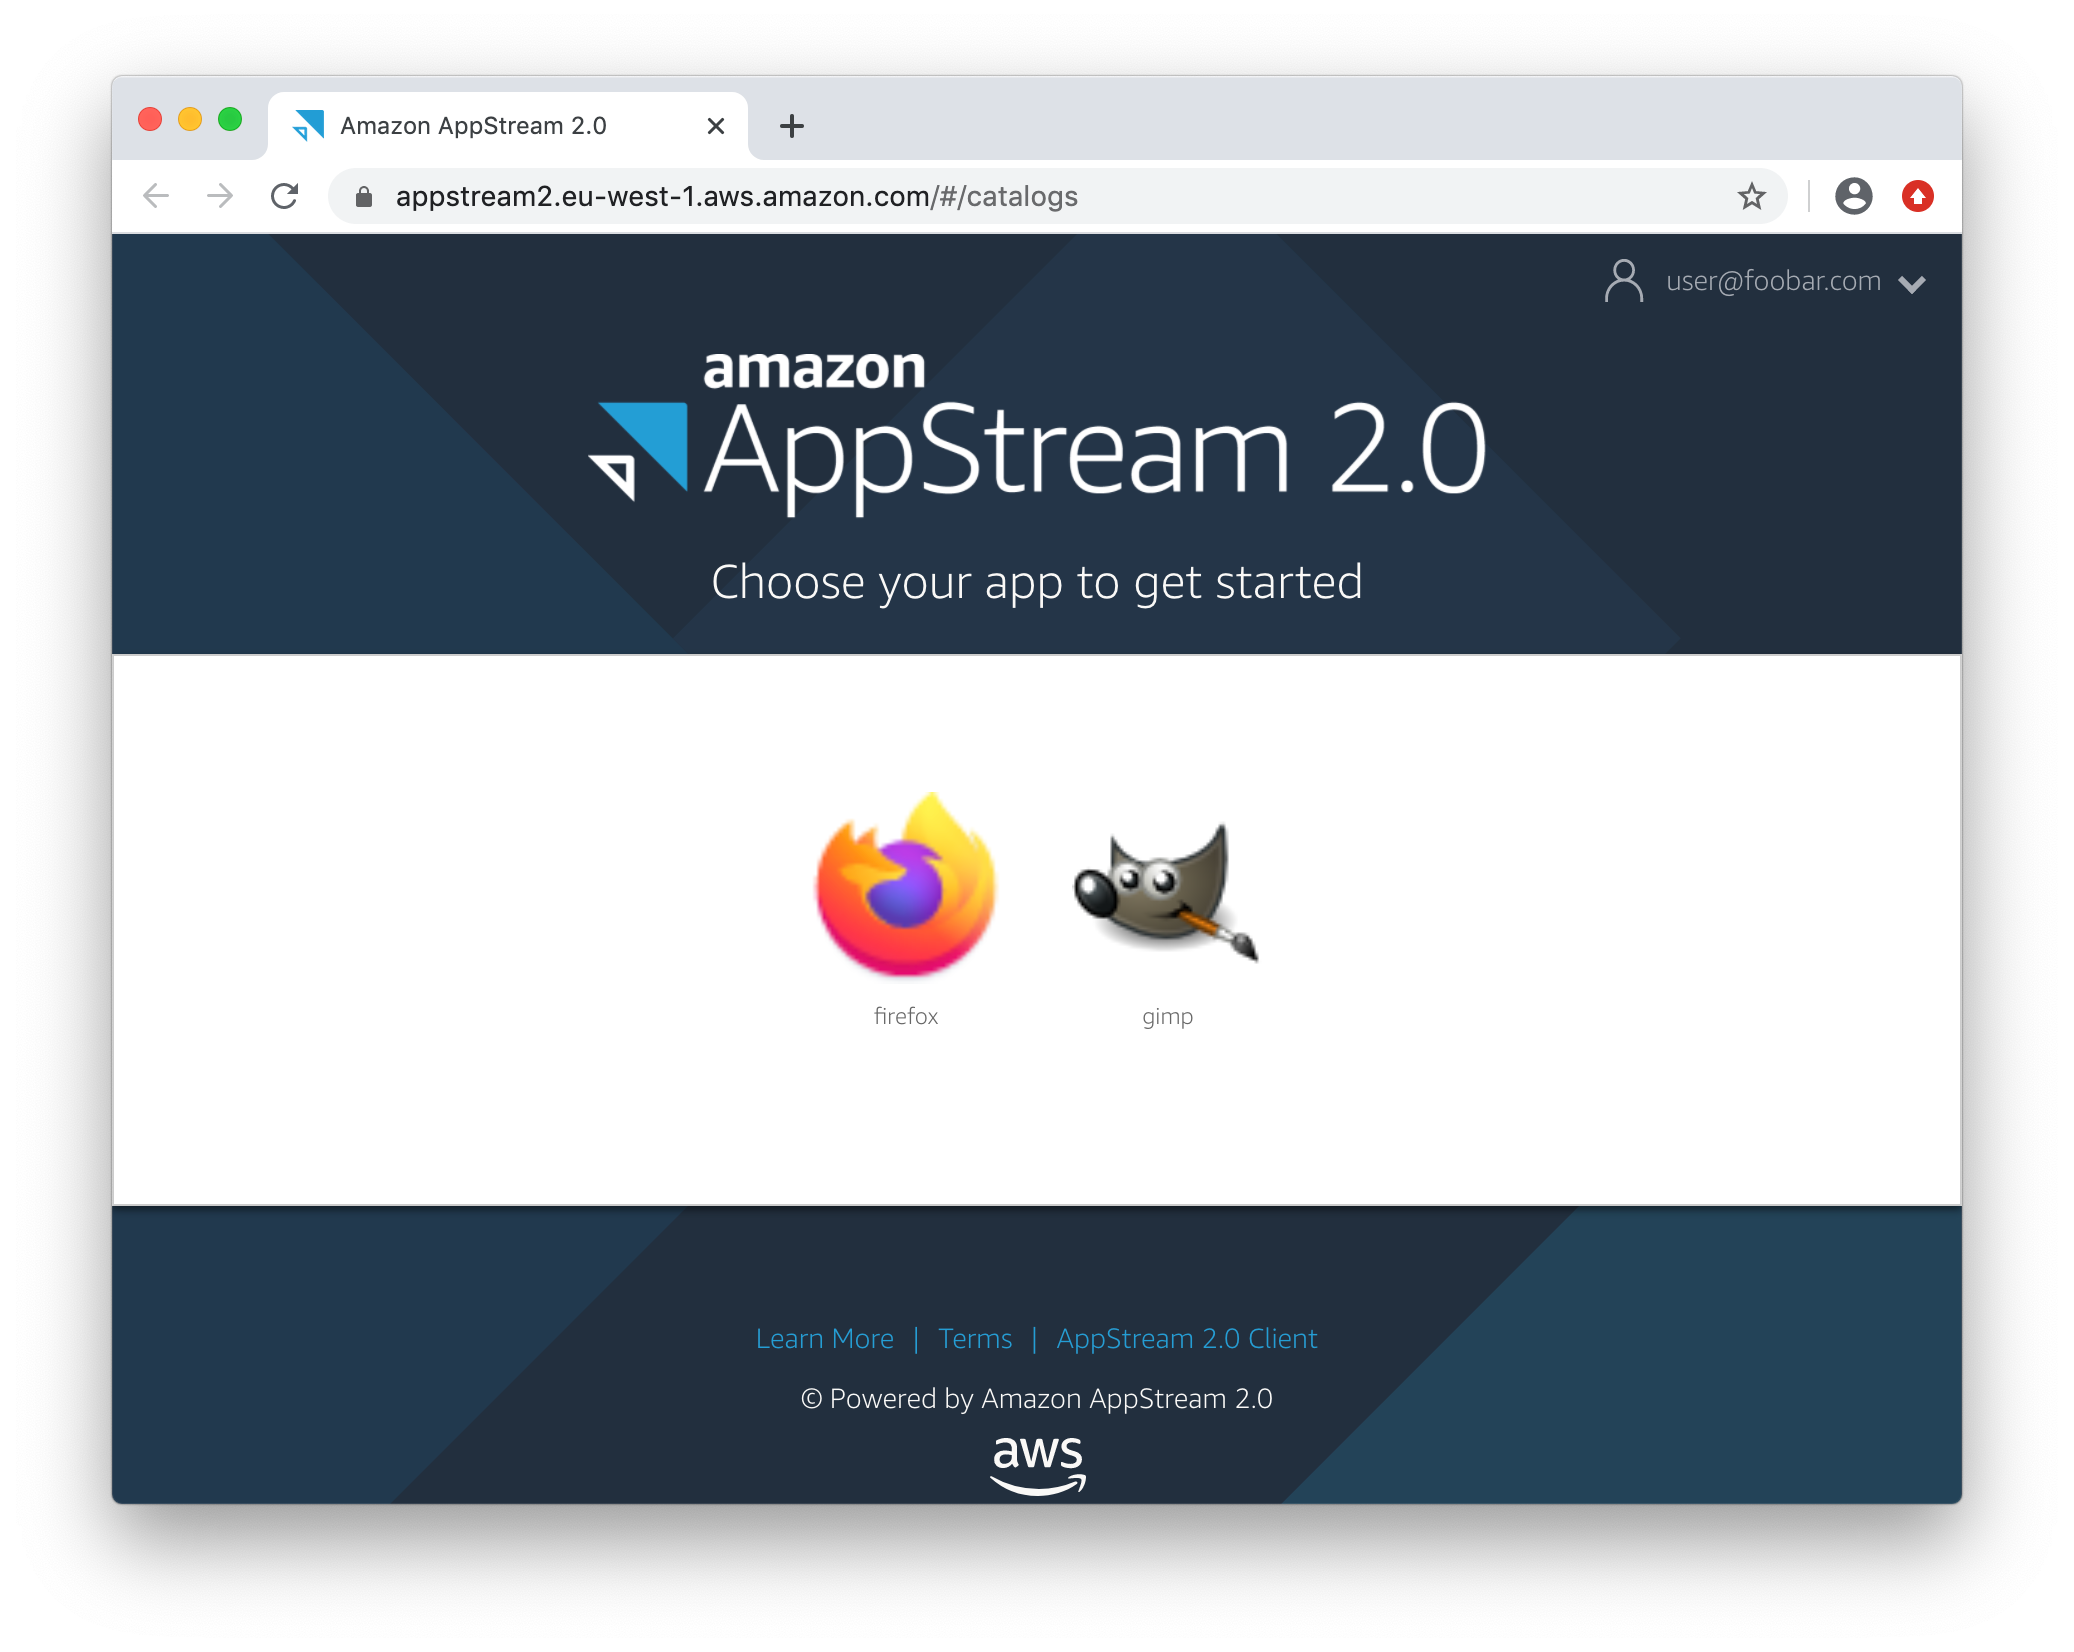 Amazon AppStream 2.0
appstream2.eu-west-1.aws.amazon.com/#/catalogs
user@foobar.com
amazon
AppStream 2.0
Choose your app to get started
firefox gimp
Learn More | Terms | AppStream 2.0 Client
© Powered by Amazon AppStream 2.0
aws